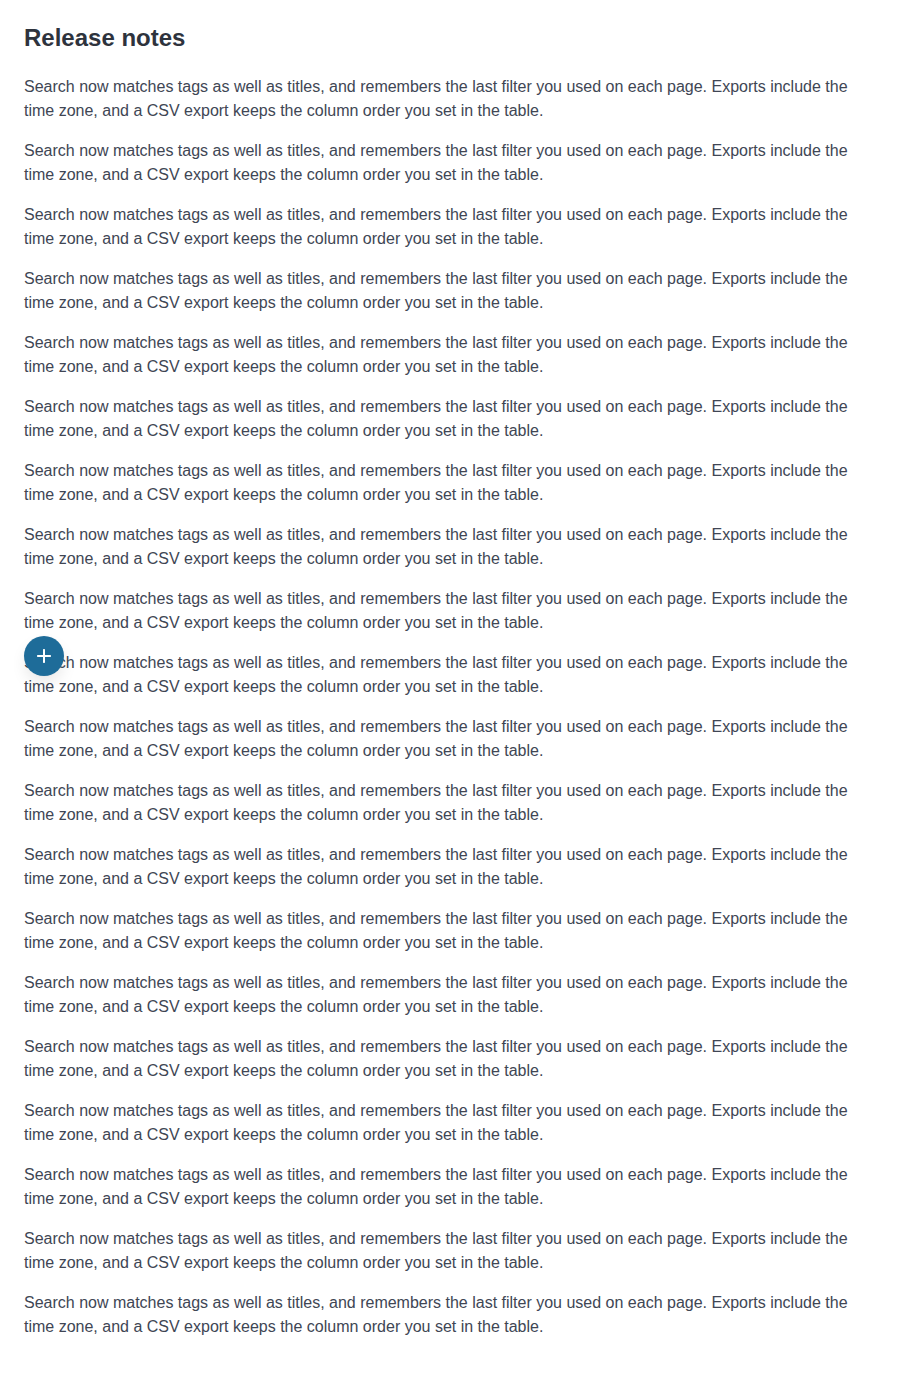 Release notes
Search now matches tags as well as titles, and remembers the last filter you used on each page. Exports include the
time zone, and a CSV export keeps the column order you set in the table.
Search now matches tags as well as titles, and remembers the last filter you used on each page. Exports include the
time zone, and a CSV export keeps the column order you set in the table.
Search now matches tags as well as titles, and remembers the last filter you used on each page. Exports include the
time zone, and a CSV export keeps the column order you set in the table.
Search now matches tags as well as titles, and remembers the last filter you used on each page. Exports include the
time zone, and a CSV export keeps the column order you set in the table.
Search now matches tags as well as titles, and remembers the last filter you used on each page. Exports include the
time zone, and a CSV export keeps the column order you set in the table.
Search now matches tags as well as titles, and remembers the last filter you used on each page. Exports include the
time zone, and a CSV export keeps the column order you set in the table.
Search now matches tags as well as titles, and remembers the last filter you used on each page. Exports include the
time zone, and a CSV export keeps the column order you set in the table.
Search now matches tags as well as titles, and remembers the last filter you used on each page. Exports include the
time zone, and a CSV export keeps the column order you set in the table.
Search now matches tags as well as titles, and remembers the last filter you used on each page. Exports include the
time zone, and a CSV export keeps the column order you set in the table.
now matches tags as well as titles, and remembers the last filter you used on each page. Exports include the
time zone, and a CSV export keeps the column order you set in the table.
Search now matches tags as well as titles, and remembers the last filter you used on each page. Exports include the
time zone, and a CSV export keeps the column order you set in the table.
Search now matches tags as well as titles, and remembers the last filter you used on each page. Exports include the
time zone, and a CSV export keeps the column order you set in the table.
Search now matches tags as well as titles, and remembers the last filter you used on each page. Exports include the
time zone, and a CSV export keeps the column order you set in the table.
Search now matches tags as well as titles, and remembers the last filter you used on each page. Exports include the
time zone, and a CSV export keeps the column order you set in the table.
Search now matches tags as well as titles, and remembers the last filter you used on each page. Exports include the
time zone, and a CSV export keeps the column order you set in the table.
Search now matches tags as well as titles, and remembers the last filter you used on each page. Exports include the
time zone, and a CSV export keeps the column order you set in the table.
Search now matches tags as well as titles, and remembers the last filter you used on each page. Exports include the
time zone, and a CSV export keeps the column order you set in the table.
Search now matches tags as well as titles, and remembers the last filter you used on each page. Exports include the
time zone, and a CSV export keeps the column order you set in the table.
Search now matches tags as well as titles, and remembers the last filter you used on each page. Exports include the
time zone, and a CSV export keeps the column order you set in the table.
Search now matches tags as well as titles, and remembers the last filter you used on each page. Exports include the
time zone, and a CSV export keeps the column order you set in the table.